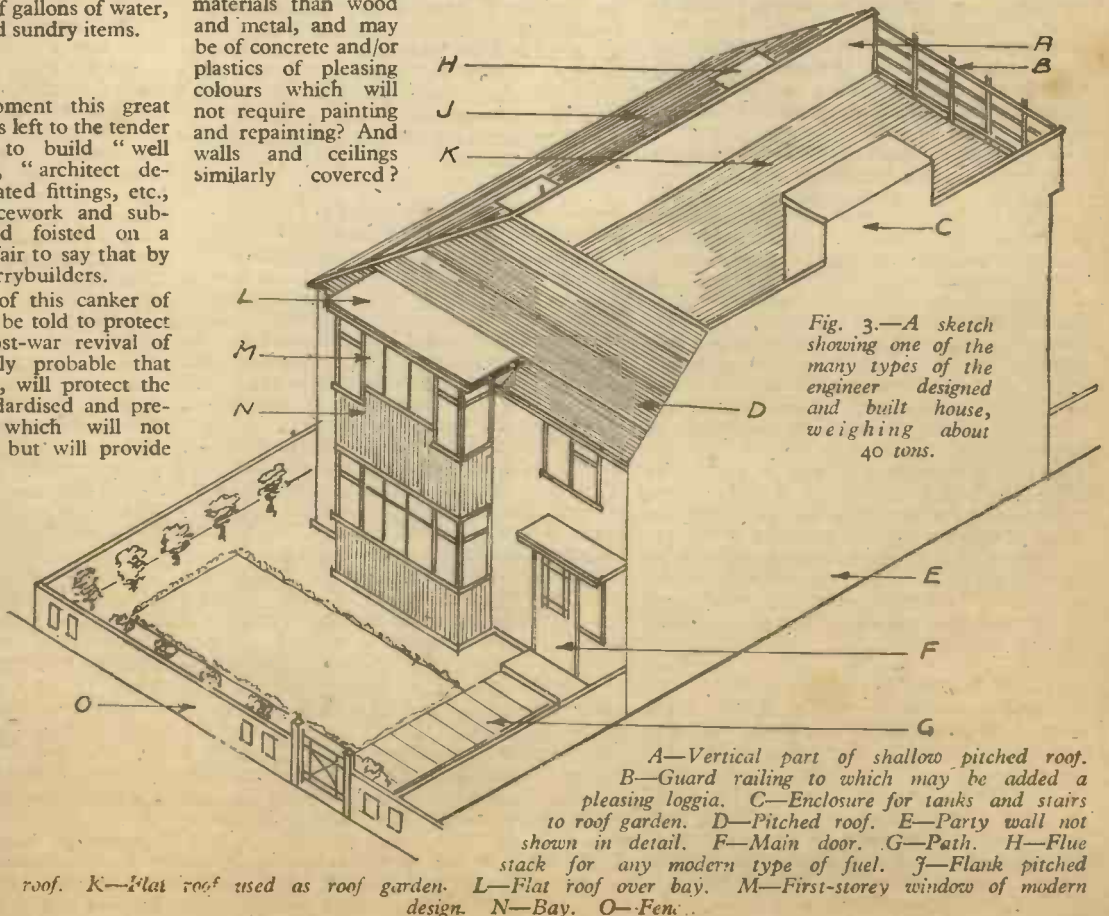 f gallons of water,
d sundry items.
oment this great
s left to the tender
to build “ well
, “ architect de-
ated fittings, etc.,
cework and sub-
d foisted on a
fair to say that by
rrybuilders.
of this canker of
be told to protect
ost-war revival of
ly probable that
, will protect the
dardised and pre-
which will not
but will provide
materials than wood
and metal, and may
be of concrete and/or
plastics of pleasing
colours which will
not require painting
and repainting? And
walls and ceilings
similarly covered?
H
J
K
L
M
N
O
A
B
C
D
E
F
G
Fig. 3.—A sketch
showing one of the
many types of the
engineer designed
and built house,
weighing about
40 tons.
A—Vertical part of shallow pitched roof.
B—Guard railing to which may be added a
pleasing loggia. C—Enclosure for tanks and stairs
to roof garden. D—Pitched roof. E—Party wall not
shown in detail. F—Main door. G—Path. H—Flue
stack for any modern type of fuel. J—Flank pitched
roof. K—Flat roof used as roof garden. L—Flat roof over bay. M—First-storey window of modern
design. N—Bay. O—Fen